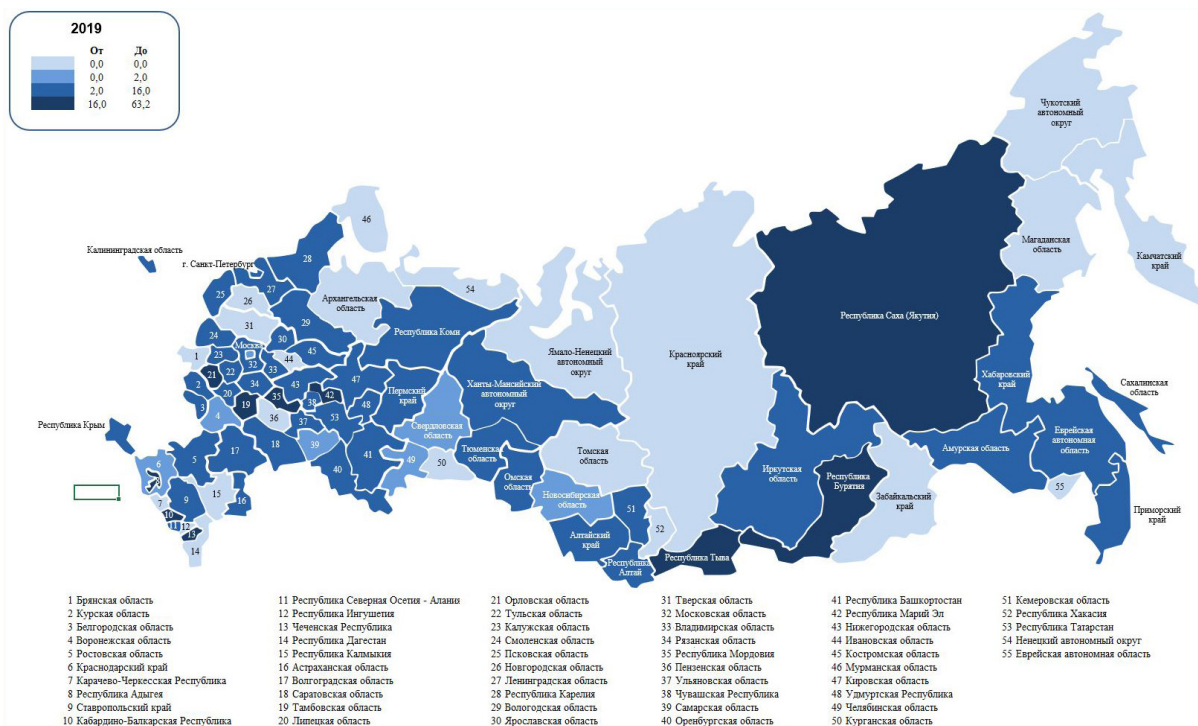 2019
От До
0,0 0,0
0,0 2,0
2,0 16,0
16,0 63,2
Чукотский
автономный
округ
46
Магаданская
область
Камчатский
край
Калининградская область
г. Санкт-Петербург
28
27
25
26
Архангельская
область
54
Республика Саха (Якутия)
31
29
Республика Коми
Ямало-Ненецкий
автономный
округ
Красноярский
край
24
30
45
Москва
1
23
32
33
44
47
Пермский
край
Ханты-Мансийский
автономный
округ
Хабаровский
край
Сахалинская
область
21
22
34
43
42
2
20
35
38
48
3
19
37
53
4
36
39
Свердловская
область
Республика Крым
17
18
41
49
50
Тюменская
область
Томская
область
Амурская область
Еврейская
автономная
область
6
5
40
Омская
область
Новосибирская
область
Иркутская
область
Республика
Бурятия
Забайкальский
край
55
8
7
9
15
16
51
Приморский
край
10
11
12
13
14
Алтайский
край
52
Республика
Алтай
Республика Тыва
1 Брянская область
2 Курская область
3 Белгородская область
4 Воронежская область
5 Ростовская область
6 Краснодарский край
7 Карачаево-Черкесская Республика
8 Республика Адыгея
9 Ставропольский край
10 Кабардино-Балкарская Республика
11 Республика Северная Осетия - Алания
12 Республика Ингушетия
13 Чеченская Республика
14 Республика Дагестан
15 Республика Калмыкия
16 Астраханская область
17 Волгоградская область
18 Саратовская область
19 Тамбовская область
20 Липецкая область
21 Орловская область
22 Тульская область
23 Калужская область
24 Смоленская область
25 Псковская область
26 Новгородская область
27 Ленинградская область
28 Республика Карелия
29 Вологодская область
30 Ярославская область
31 Тверская область
32 Московская область
33 Владимирская область
34 Рязанская область
35 Республика Мордовия
36 Пензенская область
37 Ульяновская область
38 Чувашская Республика
39 Самарская область
40 Оренбургская область
41 Республика Башкортостан
42 Республика Марий Эл
43 Нижегородская область
44 Ивановская область
45 Костромская область
46 Мурманская область
47 Кировская область
48 Удмуртская Республика
49 Челябинская область
50 Курганская область
51 Кемеровская область
52 Республика Хакасия
53 Республика Татарстан
54 Ненецкий автономный округ
55 Еврейская автономная область